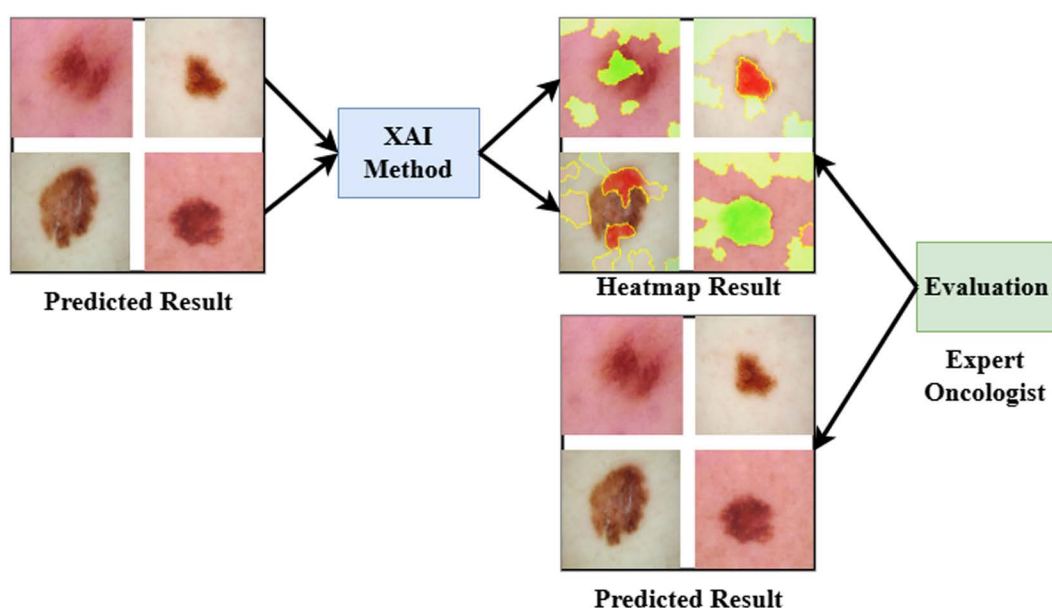 XAI
Method
Predicted Result
Heatmap Result
Evaluation
Expert
Oncologist
Predicted Result